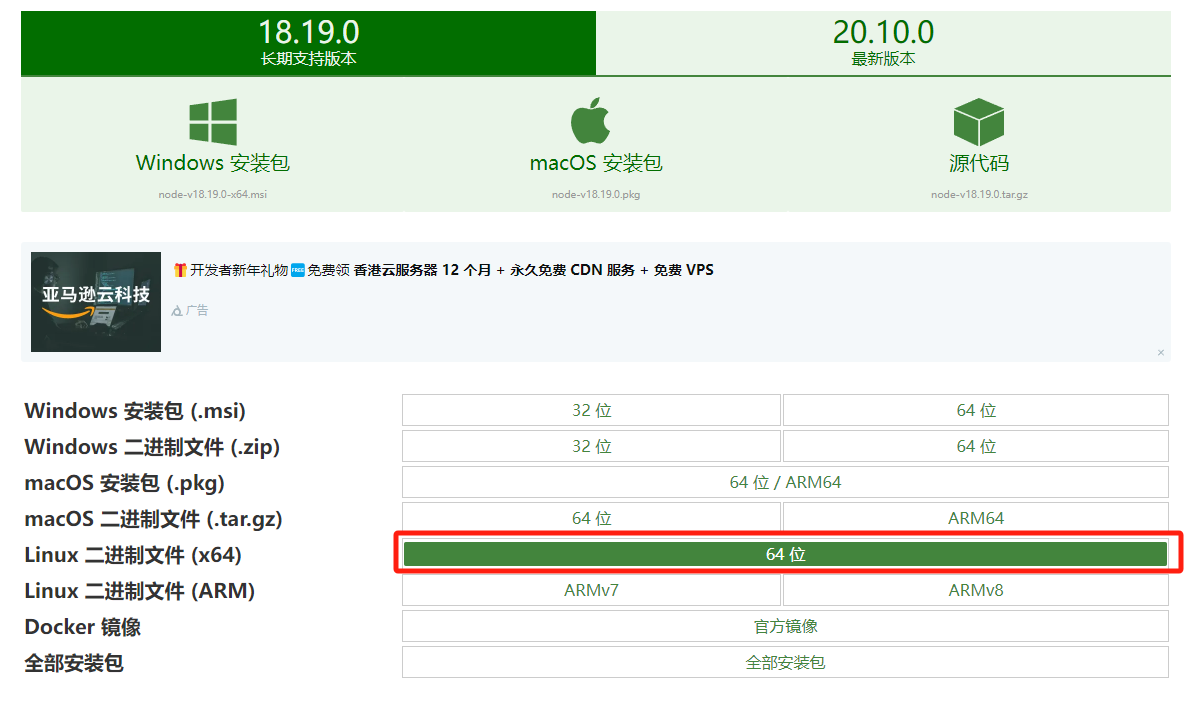 18.19.0
长期支持版本
20.10.0
最新版本
Windows 安装包
macOS 安装包
源代码
node-v18.19.0-x64.msi
node-v18.19.0.pkg
node-v18.19.0.tar.gz
亚马逊云科技
开发者新年礼物 FREE 免费领 香港云服务器 12 个月 + 永久免费 CDN 服务 + 免费 VPS
广告
×
Windows 安装包 (.msi) 32 位 64 位
Windows 二进制文件 (.zip) 32 位 64 位
macOS 安装包 (.pkg) 64 位 / ARM64
macOS 二进制文件 (.tar.gz) 64 位 ARM64
Linux 二进制文件 (x64) 64 位
Linux 二进制文件 (ARM) ARMv7 ARMv8
Docker 镜像 官方镜像
全部安装包 全部安装包